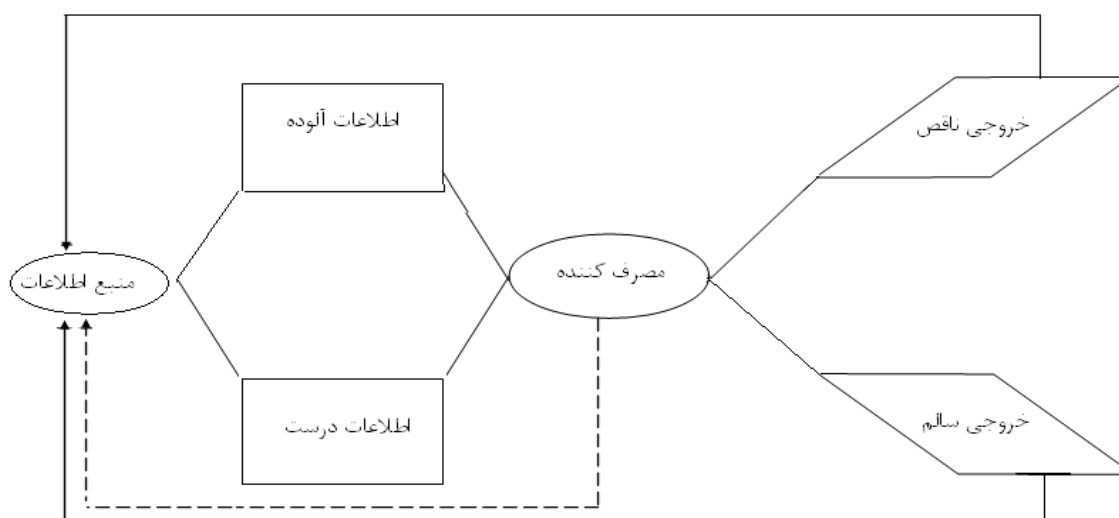 خروجی ناقص
اطلاعات آلوده
مصرف کننده
منبع اطلاعات
اطلاعات درست
خروجی سالم